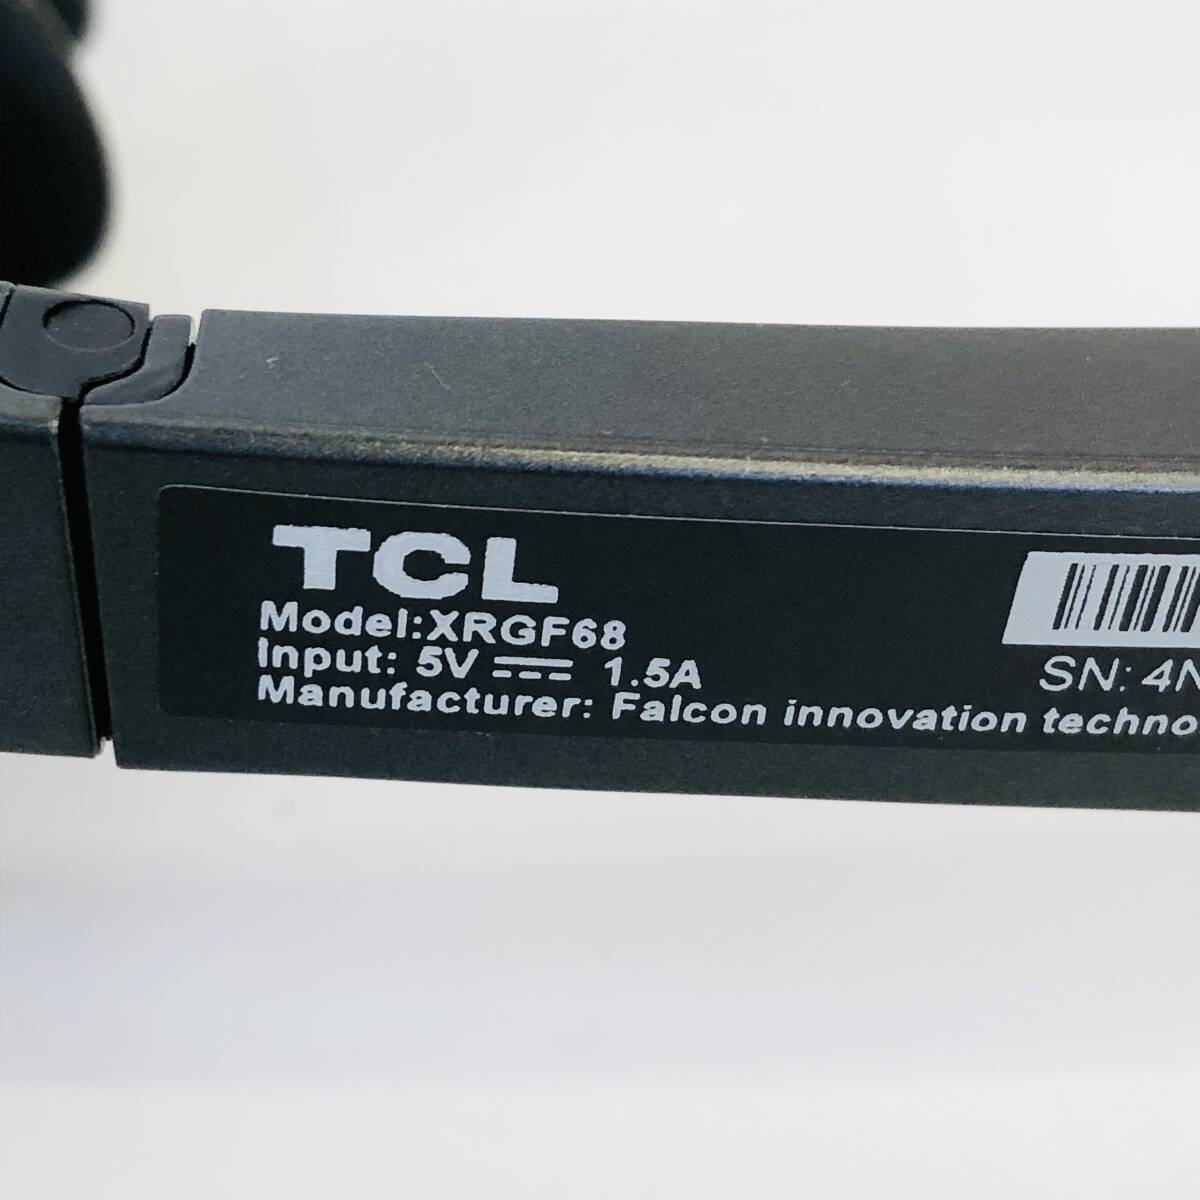 TCL
Model:XRGF68
Input: 5V ⎓ 1.5A
Manufacturer: Falcon innovation techno
SN: 4N